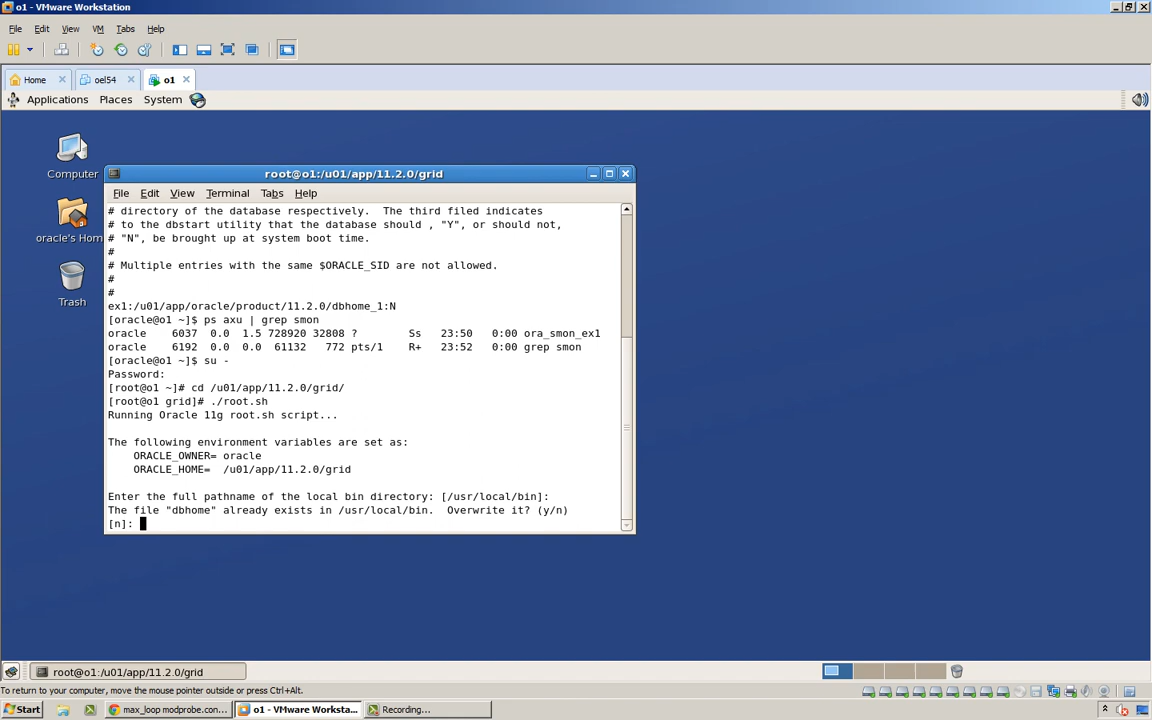 o1 - VMware Workstation
File Edit View VM Tabs Help
Home oel54 o1
Applications Places System
Computer
oracle's Hom
Trash
root@o1:/u01/app/11.2.0/grid
File Edit View Terminal Tabs Help
# directory of the database respectively.  The third filed indicates
# to the dbstart utility that the database should , "Y", or should not,
# "N", be brought up at system boot time.
#
# Multiple entries with the same $ORACLE_SID are not allowed.
#
#
ex1:/u01/app/oracle/product/11.2.0/dbhome_1:N
[oracle@o1 ~]$ ps axu | grep smon
oracle    6037  0.0  1.5 728920 32808 ?        Ss   23:50   0:00 ora_smon_ex1
oracle    6192  0.0  0.0  61132   772 pts/1    R+   23:52   0:00 grep smon
[oracle@o1 ~]$ su -
Password:
[root@o1 ~]# cd /u01/app/11.2.0/grid/
[root@o1 grid]# ./root.sh
Running Oracle 11g root.sh script...
The following environment variables are set as:
ORACLE_OWNER= oracle
ORACLE_HOME=  /u01/app/11.2.0/grid
Enter the full pathname of the local bin directory: [/usr/local/bin]:
The file "dbhome" already exists in /usr/local/bin.  Overwrite it? (y/n)
[n]:
root@o1:/u01/app/11.2.0/grid
To return to your computer, move the mouse pointer outside or press Ctrl+Alt.
Start max_loop modprobe.con... o1 - VMware Worksta... Recording...